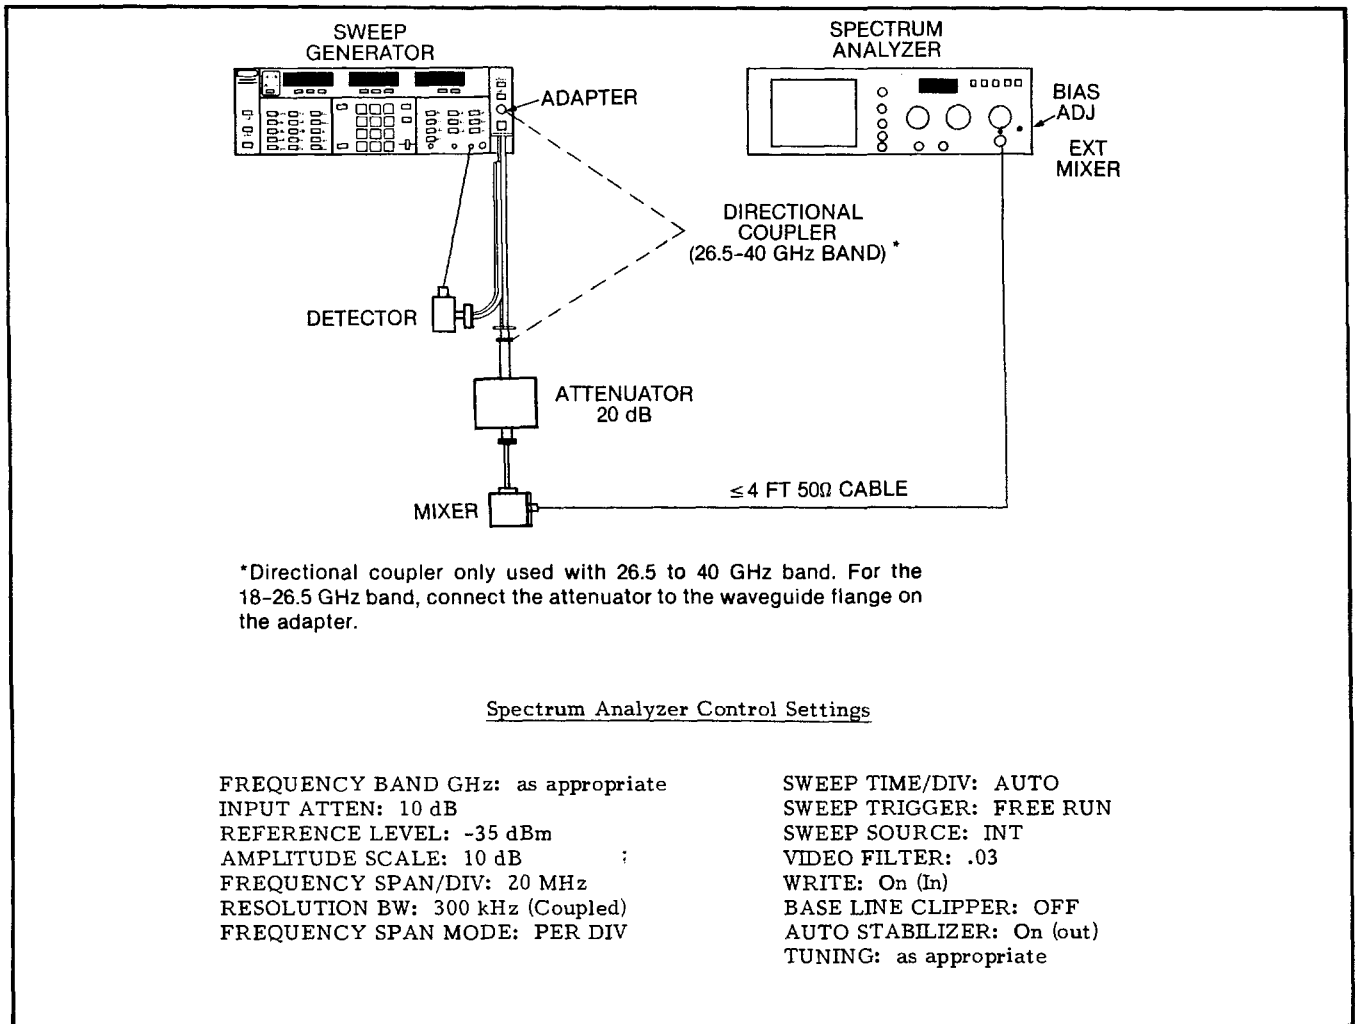 SWEEP
GENERATOR
SPECTRUM
ANALYZER
ADAPTER
BIAS
ADJ
EXT
MIXER
DIRECTIONAL
COUPLER
(26.5-40 GHz BAND) *
DETECTOR
ATTENUATOR
20 dB
≤4 FT 50Ω CABLE
MIXER
*Directional coupler only used with 26.5 to 40 GHz band. For the
18-26.5 GHz band, connect the attenuator to the waveguide flange on
the adapter.
Spectrum Analyzer Control Settings
FREQUENCY BAND GHz: as appropriate
INPUT ATTEN: 10 dB
REFERENCE LEVEL: -35 dBm
AMPLITUDE SCALE: 10 dB
FREQUENCY SPAN/DIV: 20 MHz
RESOLUTION BW: 300 kHz (Coupled)
FREQUENCY SPAN MODE: PER DIV
SWEEP TIME/DIV: AUTO
SWEEP TRIGGER: FREE RUN
SWEEP SOURCE: INT
VIDEO FILTER: .03
WRITE: On (In)
BASE LINE CLIPPER: OFF
AUTO STABILIZER: On (out)
TUNING: as appropriate